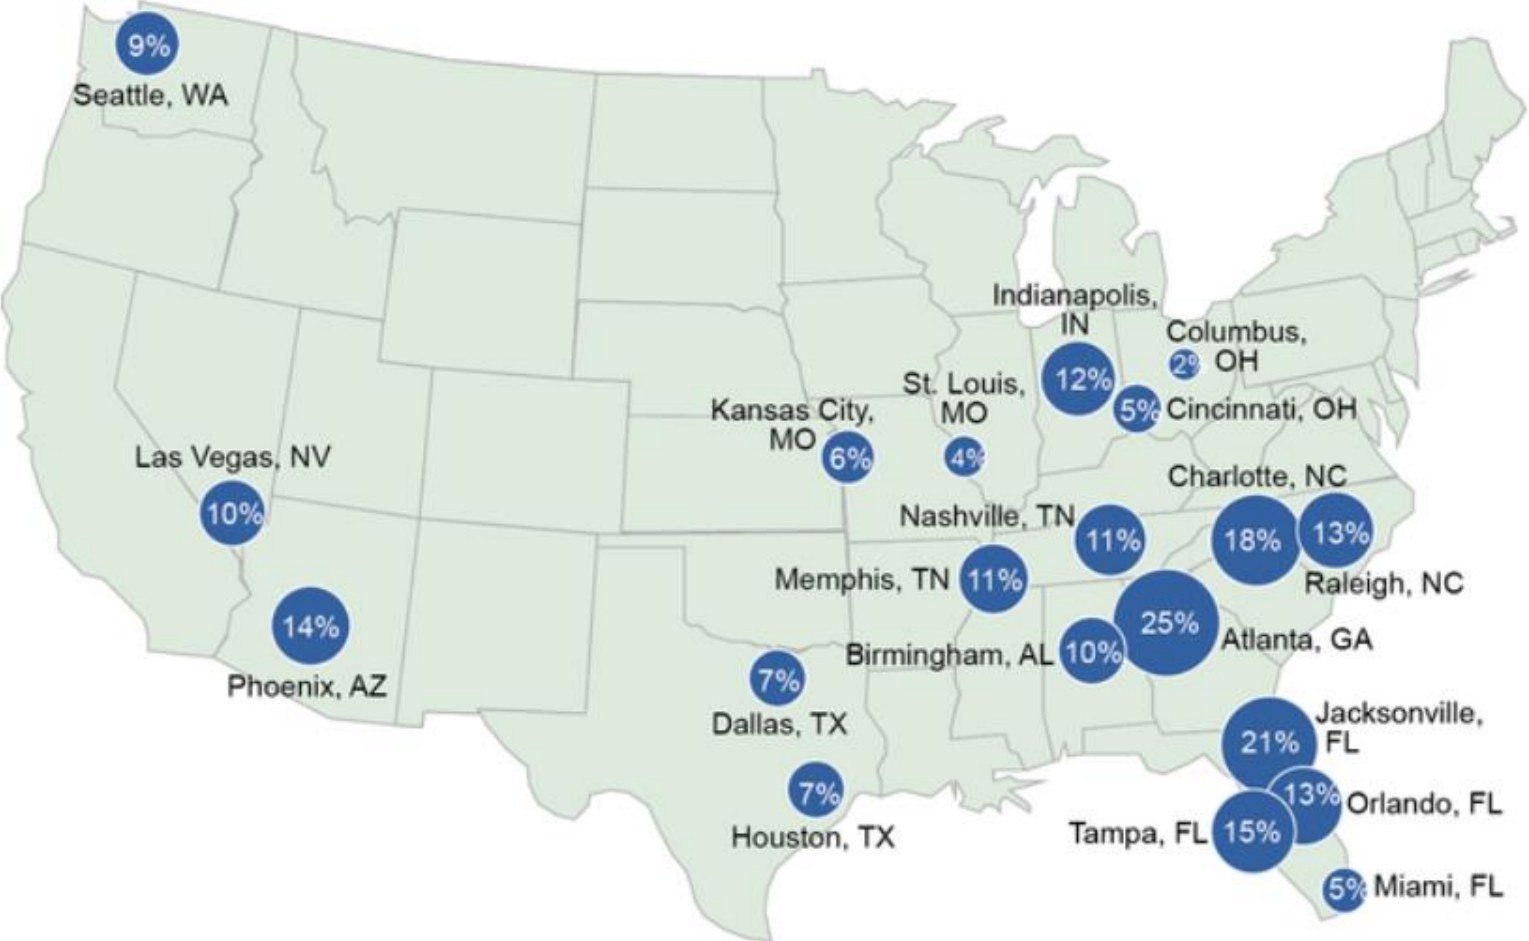 9%
Seattle, WA
Indianapolis,
IN
12%
Columbus,
2%
OH
5%
Cincinnati, OH
St. Louis,
MO
4%
Kansas City,
MO
6%
Las Vegas, NV
10%
Charlotte, NC
18%
13%
Raleigh, NC
Nashville, TN
11%
Memphis, TN
11%
14%
Phoenix, AZ
25%
Atlanta, GA
Birmingham, AL
10%
7%
Dallas, TX
7%
Houston, TX
Jacksonville,
FL
21%
13%
Orlando, FL
Tampa, FL
15%
5%
Miami, FL